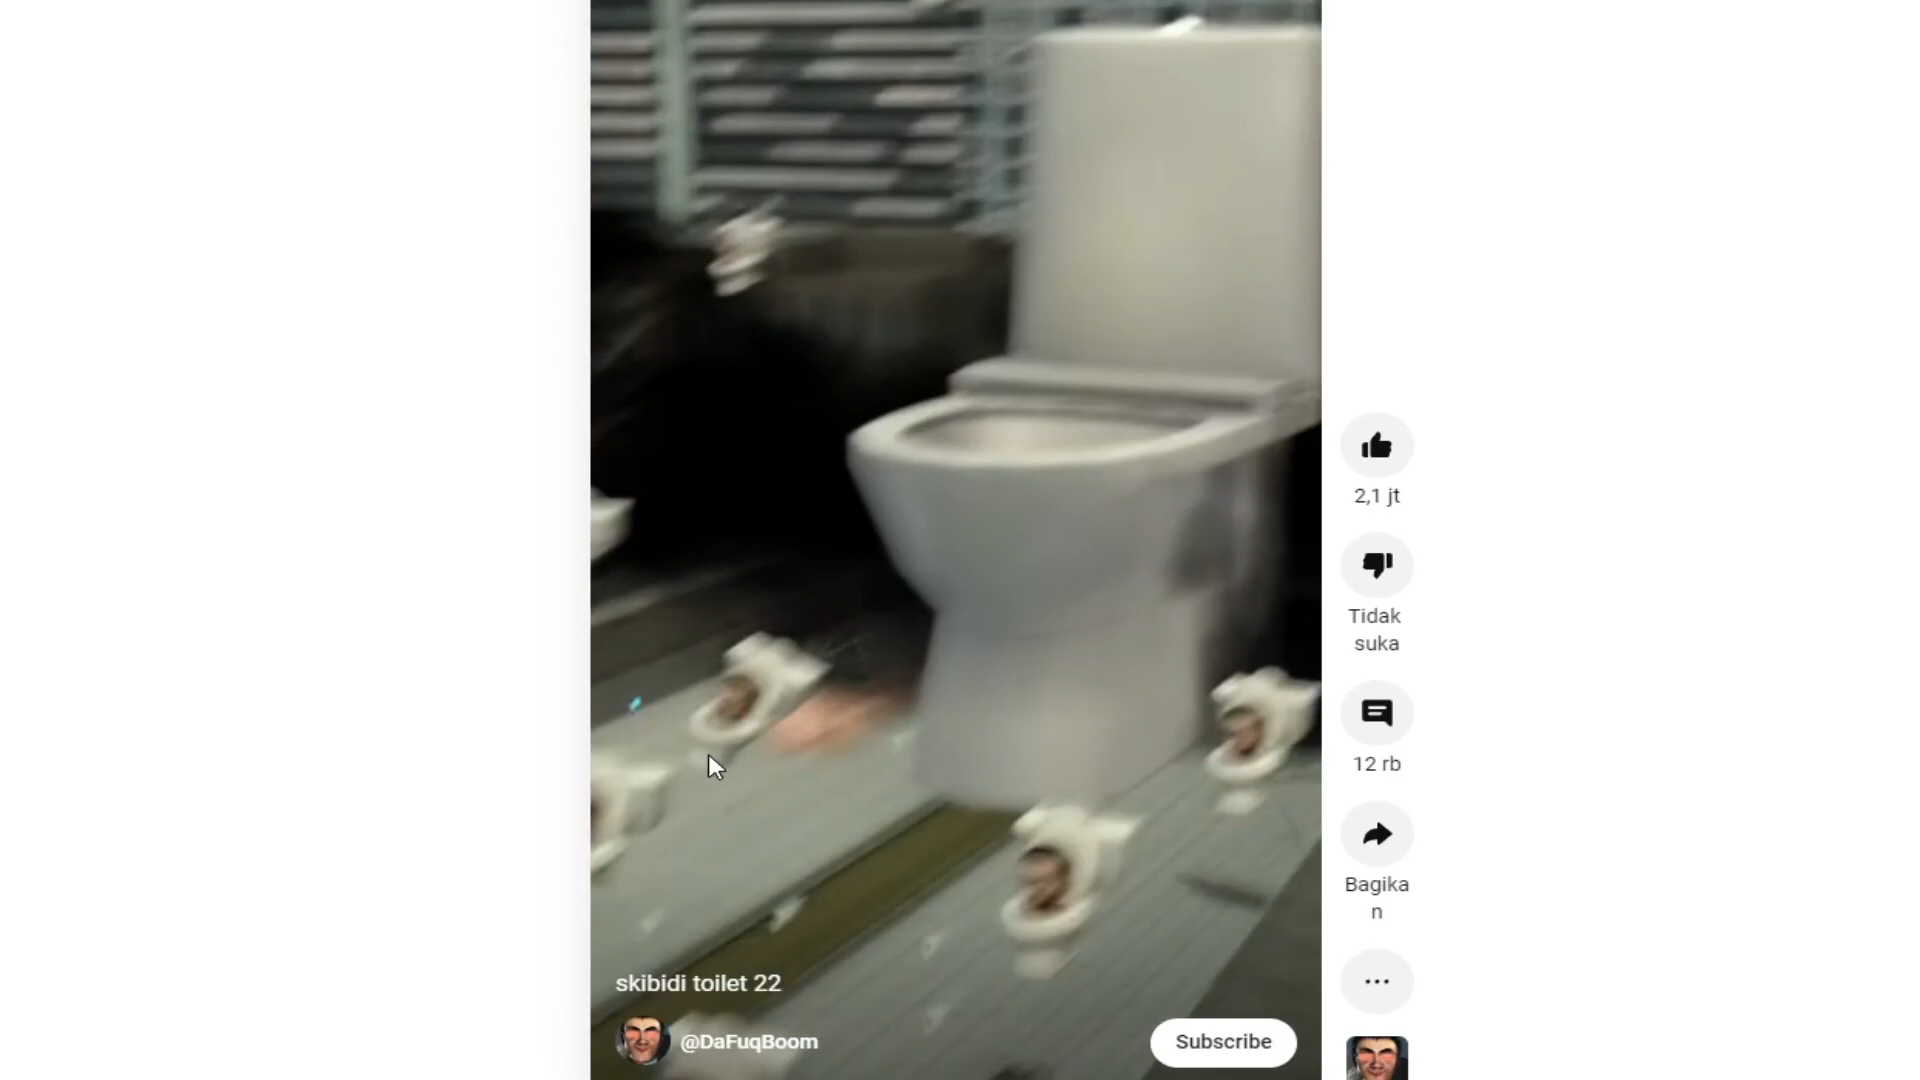 2,1 jt
Tidak
suka
12 rb
Bagika
n
skibidi toilet 22
@DaFuqBoom
Subscribe